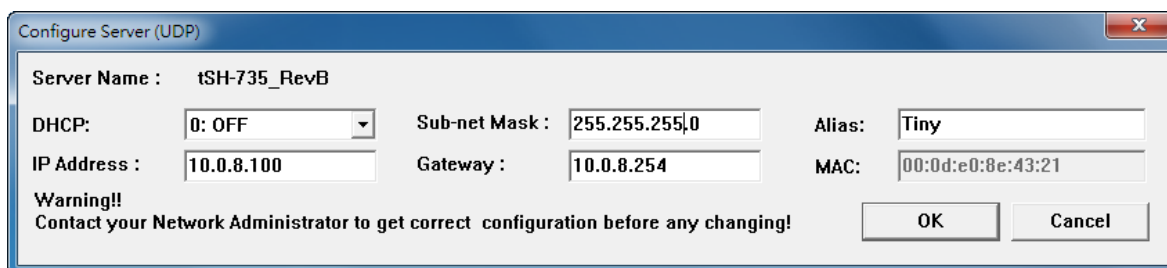 Configure Server (UDP)
Server Name : tSH-735_RevB
DHCP: 0: OFF Sub-net Mask : 255.255.255.0 Alias: Tiny
IP Address : 10.0.8.100 Gateway : 10.0.8.254 MAC: 00:0d:e0:8e:43:21
Warning!!
Contact your Network Administrator to get correct configuration before any changing!
OK Cancel